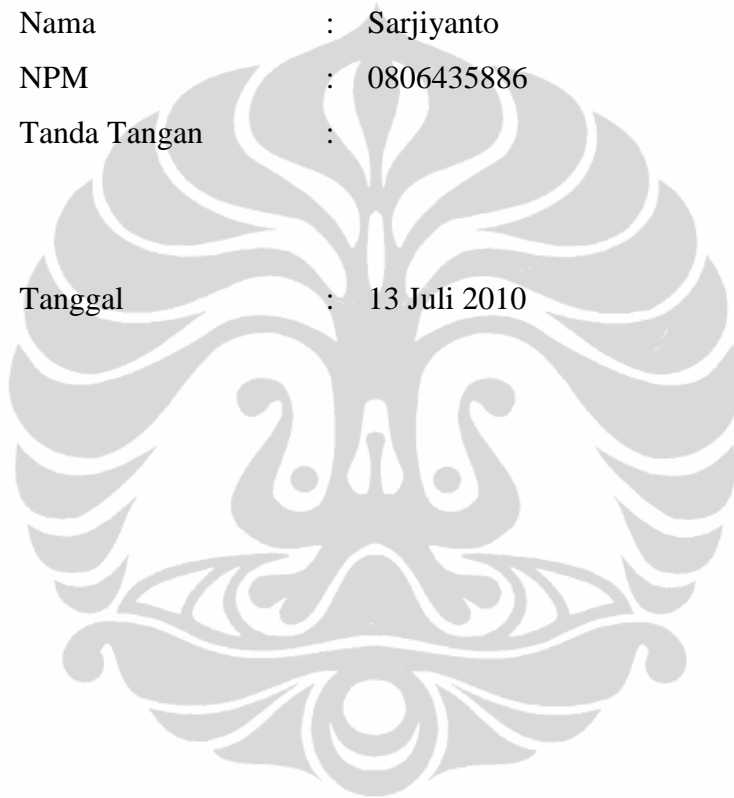 Nama : Sarjiyanto
NPM : 0806435886
Tanda Tangan :
Tanggal : 13 Juli 2010